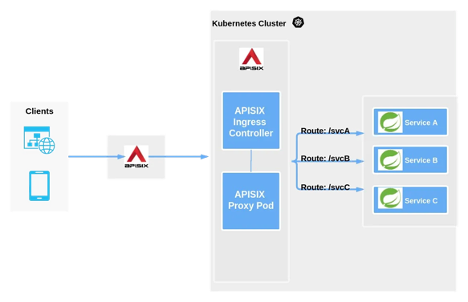 Kubernetes Cluster
APISIX
Clients
APISIX
Ingress
Controller
APISIX
Proxy Pod
APISIX
Route: /svcA
Route: /svcB
Route: /svcC
Service A
Service B
Service C